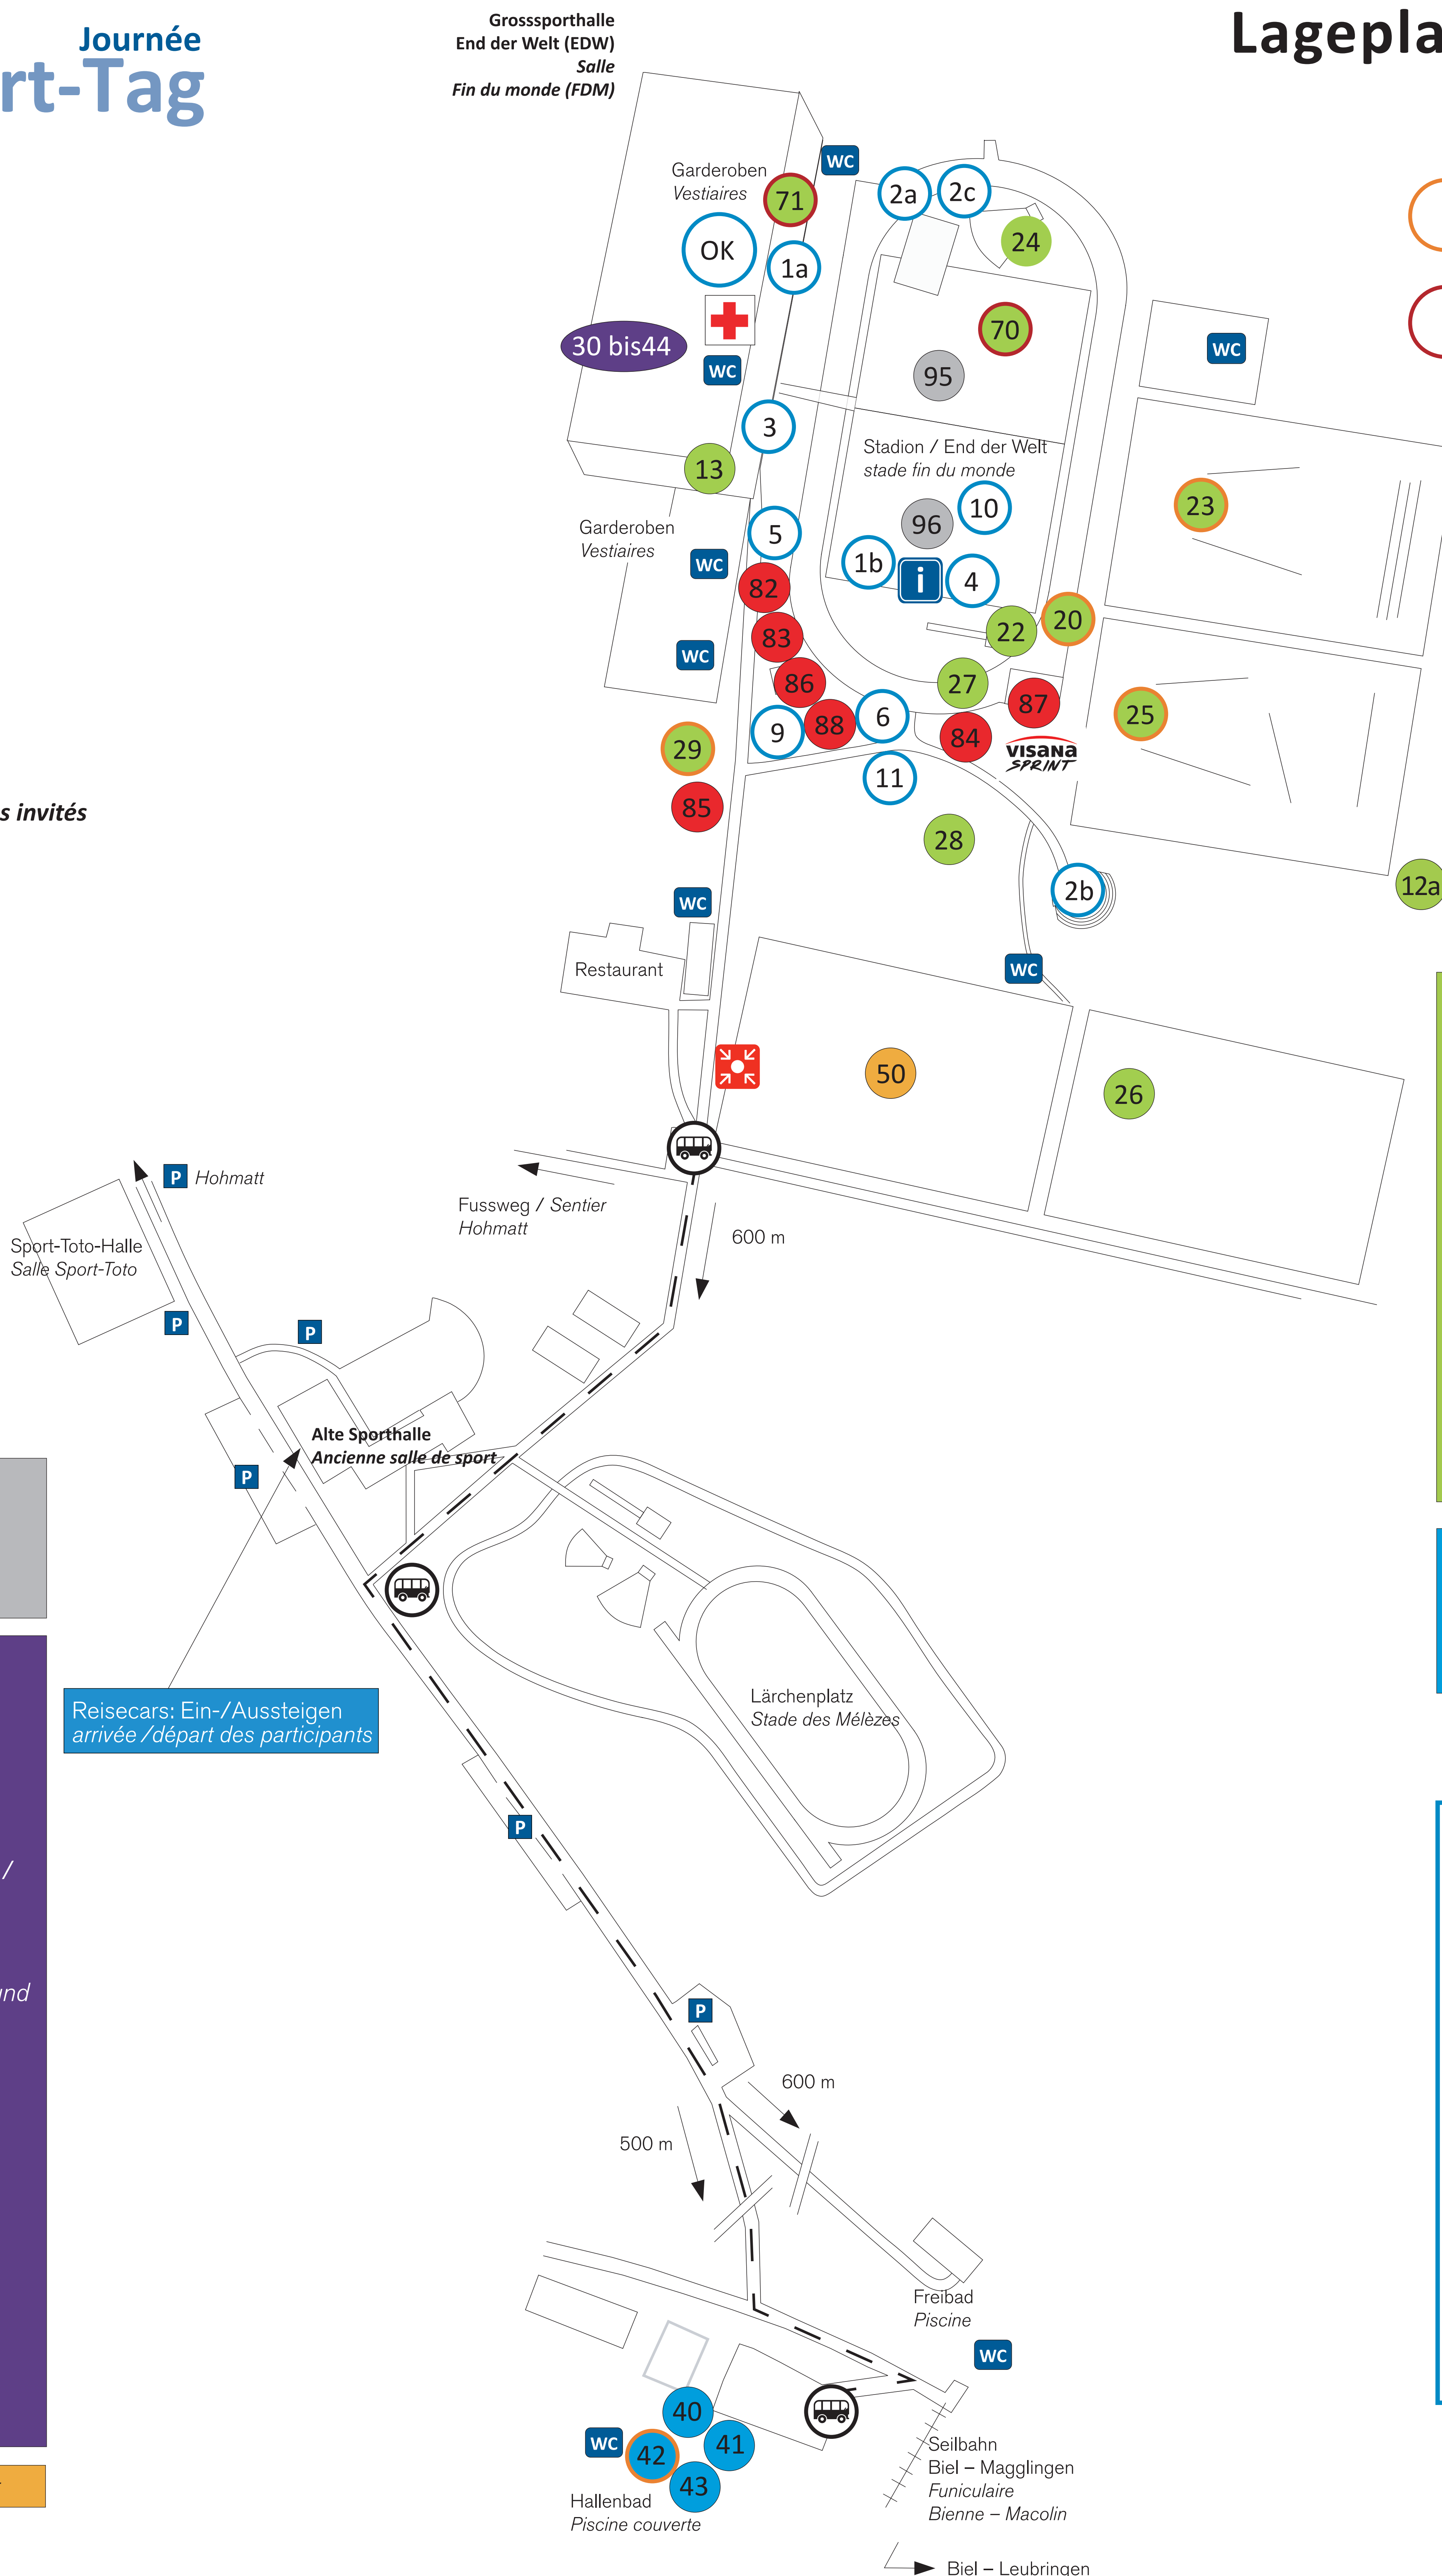 Journée
rt-Tag
Grosssporthalle
End der Welt (EDW)
Salle
Fin du monde (FDM)
Lagepla
WC
Garderoben
Vestiaires
71
2a
2c
24
OK
1a
70
30 bis44
WC
WC
95
3
13
Stadion / End der Welt
stade fin du monde
23
10
96
Garderoben
Vestiaires
5
WC
1b
i
4
82
20
22
83
WC
86
27
87
25
9
88
6
84
29
VISANA
SPRINT
11
85
s invités
28
12a
2b
WC
WC
Restaurant
50
26
P Hohmatt
Fussweg / Sentier
Hohmatt
600 m
Sport-Toto-Halle
Salle Sport-Toto
P
P
Alte Sporthalle
Ancienne salle de sport
P
Reisecars: Ein-/Aussteigen
arrivée /départ des participants
Lärchenplatz
Stade des Mélèzes
P
/
und
P
600 m
500 m
Freibad
Piscine
WC
40
WC
42
41
43
Hallenbad
Piscine couverte
Seilbahn
Biel – Magglingen
Funiculaire
Bienne – Macolin
Biel – Leubringen